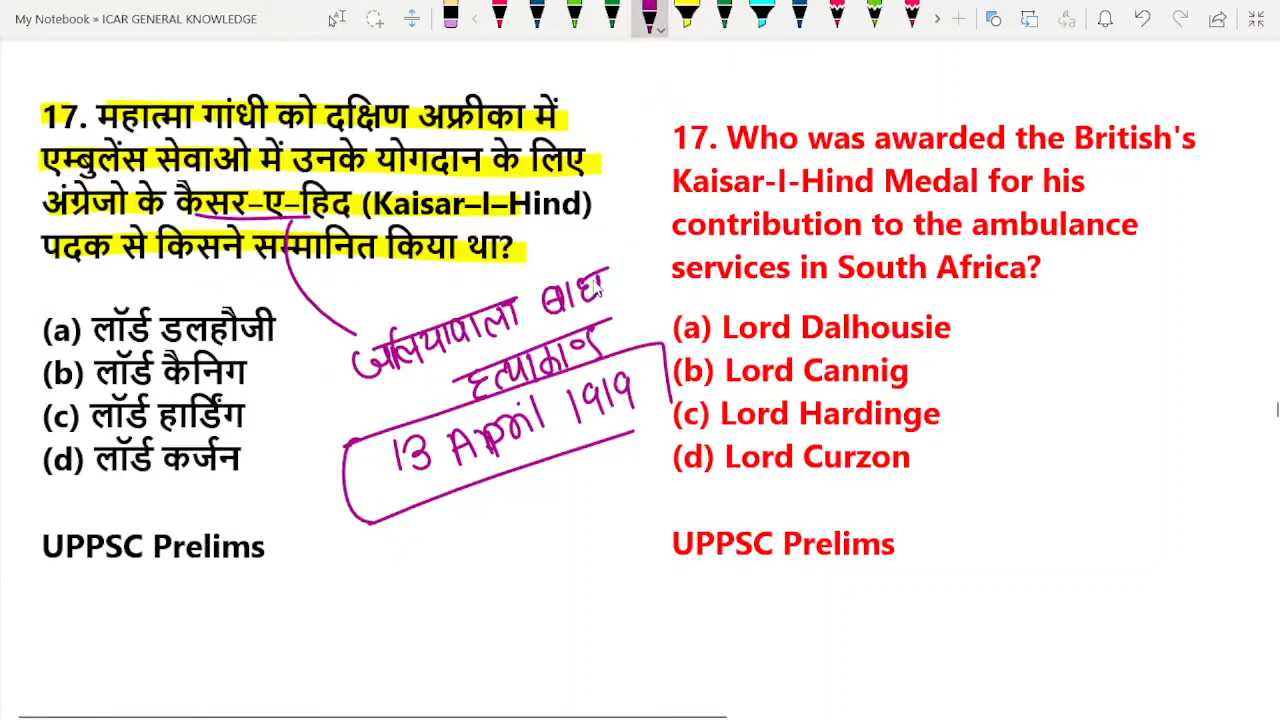 My Notebook » ICAR GENERAL KNOWLEDGE
17. महात्मा गांधी को दक्षिण अफ्रीका में
एम्बुलेंस सेवाओ में उनके योगदान के लिए
अंग्रेजो के कैसर-ए-हिद (Kaisar–I–Hind)
पदक से किसने सम्मानित किया था?
(a) लॉर्ड डलहौजी
(b) लॉर्ड कैनिग
(c) लॉर्ड हार्डिंग
(d) लॉर्ड कर्जन
UPPSC Prelims
जलियावाला बाघ
हत्याकाण्ड
13 April 1919
17. Who was awarded the British's
Kaisar-I-Hind Medal for his
contribution to the ambulance
services in South Africa?
(a) Lord Dalhousie
(b) Lord Cannig
(c) Lord Hardinge
(d) Lord Curzon
UPPSC Prelims